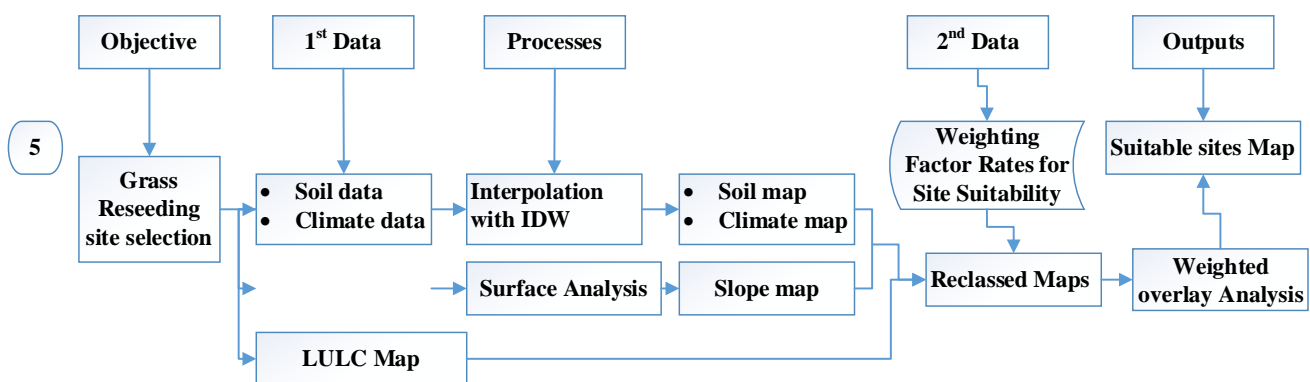 Objective
1st Data
Processes
2nd Data
Outputs
5
Grass
Reseeding
site selection
• Soil data
• Climate data
Interpolation
with IDW
• Soil map
• Climate map
Weighting
Factor Rates for
Site Suitability
Suitable sites Map
Surface Analysis
Slope map
Reclassed Maps
Weighted
overlay Analysis
LULC Map